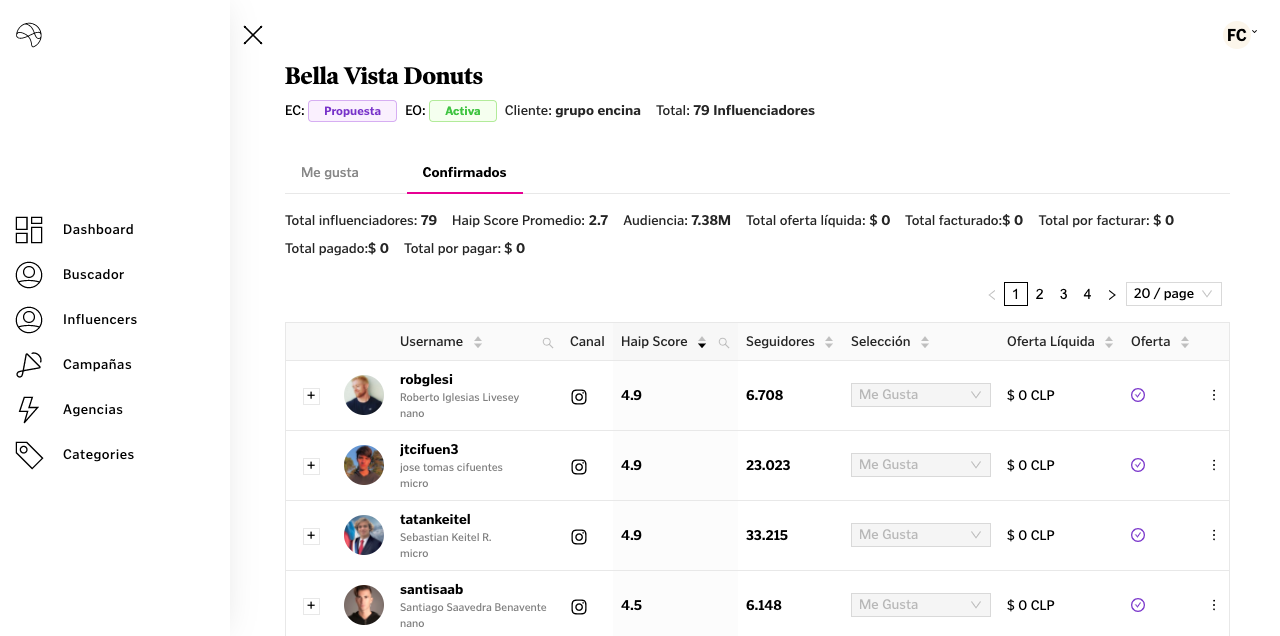 FC
Bella Vista Donuts
EC: Propuesta EO: Activa Cliente: grupo encina Total: 79 Influenciadores
Me gusta Confirmados
Total influenciadores: 79 Haip Score Promedio: 2.7 Audiencia: 7.38M Total oferta líquida: $ 0 Total facturado:$ 0 Total por facturar: $ 0
Total pagado:$ 0 Total por pagar: $ 0
Dashboard
Buscador
Influencers
Campañas
Agencias
Categories
< 1 2 3 4 > 20 / page
Username Canal Haip Score Seguidores Selección Oferta Líquida Oferta
robglesi
+ Roberto Iglesias Livesey 4.9 6.708 Me Gusta $ 0 CLP
nano
jtcifuen3
+ jose tomas cifuentes 4.9 23.023 Me Gusta $ 0 CLP
micro
tatankeitel
+ Sebastian Keitel R. 4.9 33.215 Me Gusta $ 0 CLP
micro
santisaab
+ Santiago Saavedra Benavente 4.5 6.148 Me Gusta $ 0 CLP
nano